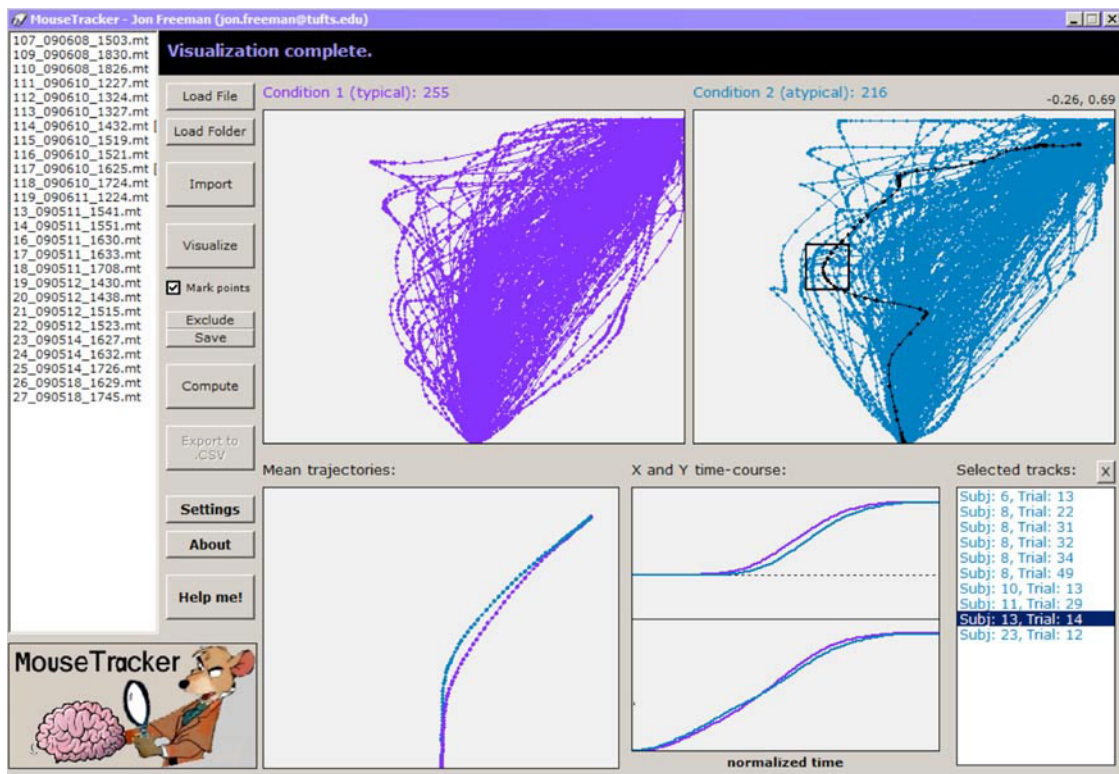 MouseTracker - Jon Freeman (jon.freeman@tufts.edu)
107_090608_1503.mt
109_090608_1830.mt
110_090608_1826.mt
111_090610_1227.mt
112_090610_1324.mt
113_090610_1327.mt
114_090610_1432.mt [
115_090610_1519.mt
116_090610_1521.mt
117_090610_1625.mt [
118_090610_1724.mt
119_090611_1224.mt
13_090511_1541.mt
14_090511_1551.mt
16_090511_1630.mt
17_090511_1633.mt
18_090511_1708.mt
19_090512_1430.mt
20_090512_1438.mt
21_090512_1515.mt
22_090512_1523.mt
23_090514_1627.mt
24_090514_1632.mt
25_090514_1726.mt
26_090518_1629.mt
27_090518_1745.mt
Visualization complete.
Load File
Load Folder
Import
Visualize
Mark points
Exclude
Save
Compute
Export to
.CSV
Settings
About
Help me!
MouseTracker
Condition 1 (typical): 255
Condition 2 (atypical): 216
-0.26, 0.69
Mean trajectories:
X and Y time-course:
normalized time
Selected tracks:
X
Subj: 6, Trial: 13
Subj: 8, Trial: 22
Subj: 8, Trial: 31
Subj: 8, Trial: 32
Subj: 8, Trial: 34
Subj: 8, Trial: 49
Subj: 10, Trial: 13
Subj: 11, Trial: 29
Subj: 13, Trial: 14
Subj: 23, Trial: 12